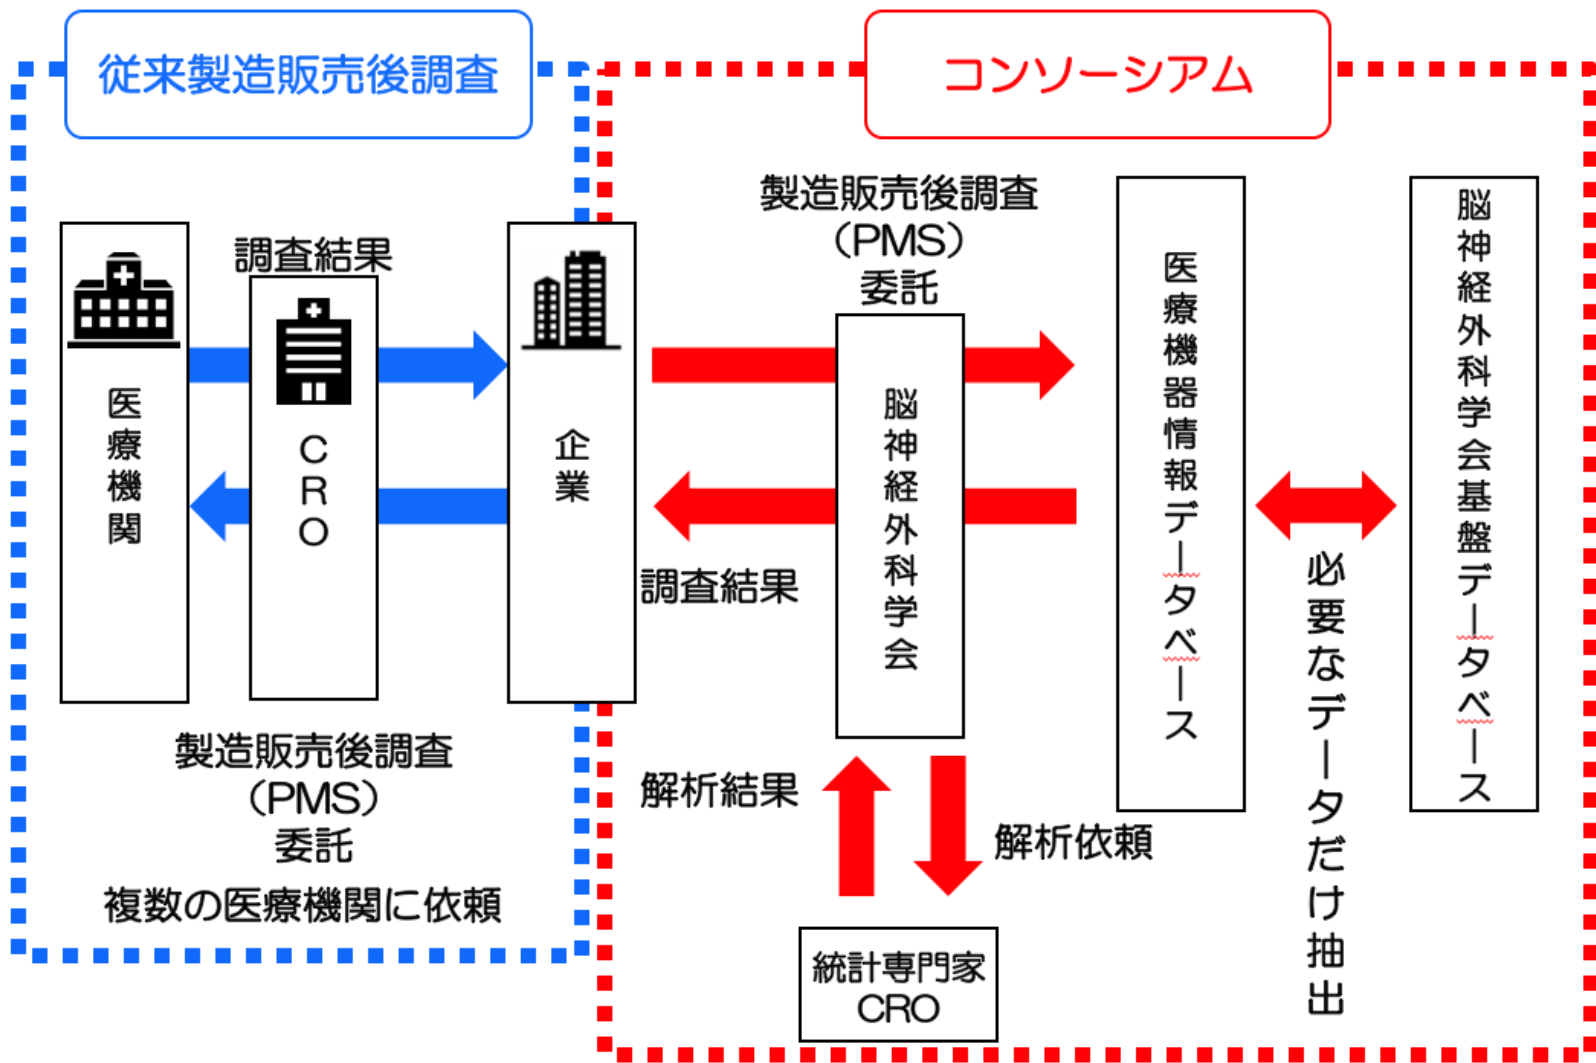 従来製造販売後調査
コンソーシアム
医療機関
調査結果
CRO
企業
製造販売後調査
（PMS）
委託
複数の医療機関に依頼
製造販売後調査
（PMS）
委託
脳神経外科学会
調査結果
医療機器情報データベース
脳神経外科学会基盤データベース
必要なデータだけ抽出
解析結果
解析依頼
統計専門家
CRO